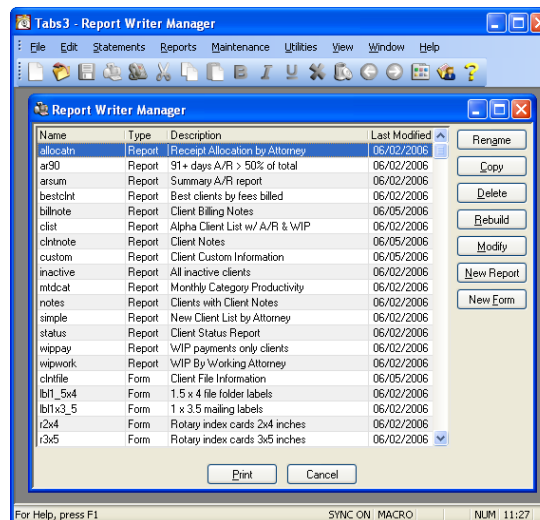 Tabs3 - Report Writer Manager
File Edit Statements Reports Maintenance Utilities View Window Help
B I U
Report Writer Manager
Name Type Description Last Modified
allocatn Report Receipt Allocation by Attorney 06/02/2006
ar90 Report 91+ days A/R > 50% of total 06/02/2006
arsum Report Summary A/R report 06/02/2006
bestclnt Report Best clients by fees billed 06/02/2006
billnote Report Client Billing Notes 06/05/2006
clist Report Alpha Client List w/ A/R & WIP 06/02/2006
clntnote Report Client Notes 06/05/2006
custom Report Client Custom Information 06/05/2006
inactive Report All inactive clients 06/02/2006
mtdcat Report Monthly Category Productivity 06/02/2006
notes Report Clients with Client Notes 06/02/2006
simple Report New Client List by Attorney 06/02/2006
status Report Client Status Report 06/02/2006
wippay Report WIP payments only clients 06/02/2006
wipwork Report WIP By Working Attorney 06/02/2006
clntfile Form Client File Information 06/05/2006
lbl1_5x4 Form 1.5 x 4 file folder labels 06/02/2006
lbl1x3_5 Form 1 x 3.5 mailing labels 06/02/2006
r2x4 Form Rotary index cards 2x4 inches 06/02/2006
r3x5 Form Rotary index cards 3x5 inches 06/02/2006
Rename
Copy
Delete
Rebuild
Modify
New Report
New Form
Print Cancel
For Help, press F1 SYNC ON MACRO NUM 11:27